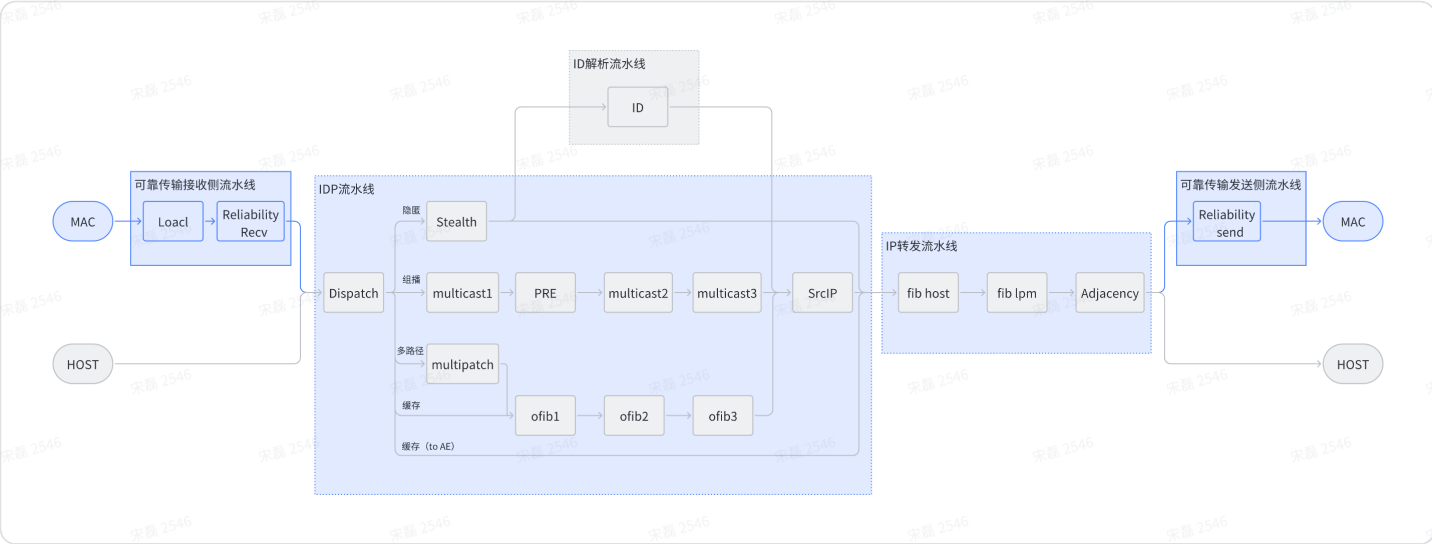 ID解析流水线
ID
可靠传输接收侧流水线
MAC
Loacl
Reliability
Recv
HOST
IDP流水线
隐匿
Stealth
Dispatch
组播
multicast1
PRE
multicast2
multicast3
SrcIP
多路径
multipatch
缓存
ofib1
ofib2
ofib3
缓存（to AE）
IP转发流水线
fib host
fib lpm
Adjacency
可靠传输发送侧流水线
Reliability
send
MAC
HOST
宋磊 2546